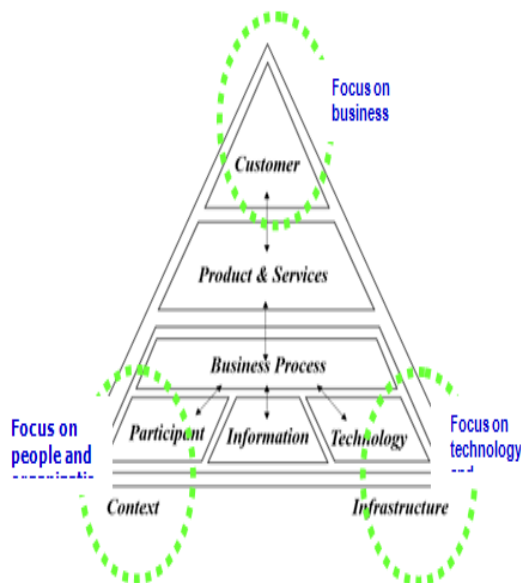 Focus on
business
Customer
Product & Services
Business Process
Participant
Information
Technology
Focus on
people and
Focus on
technology
Context
Infrastructure